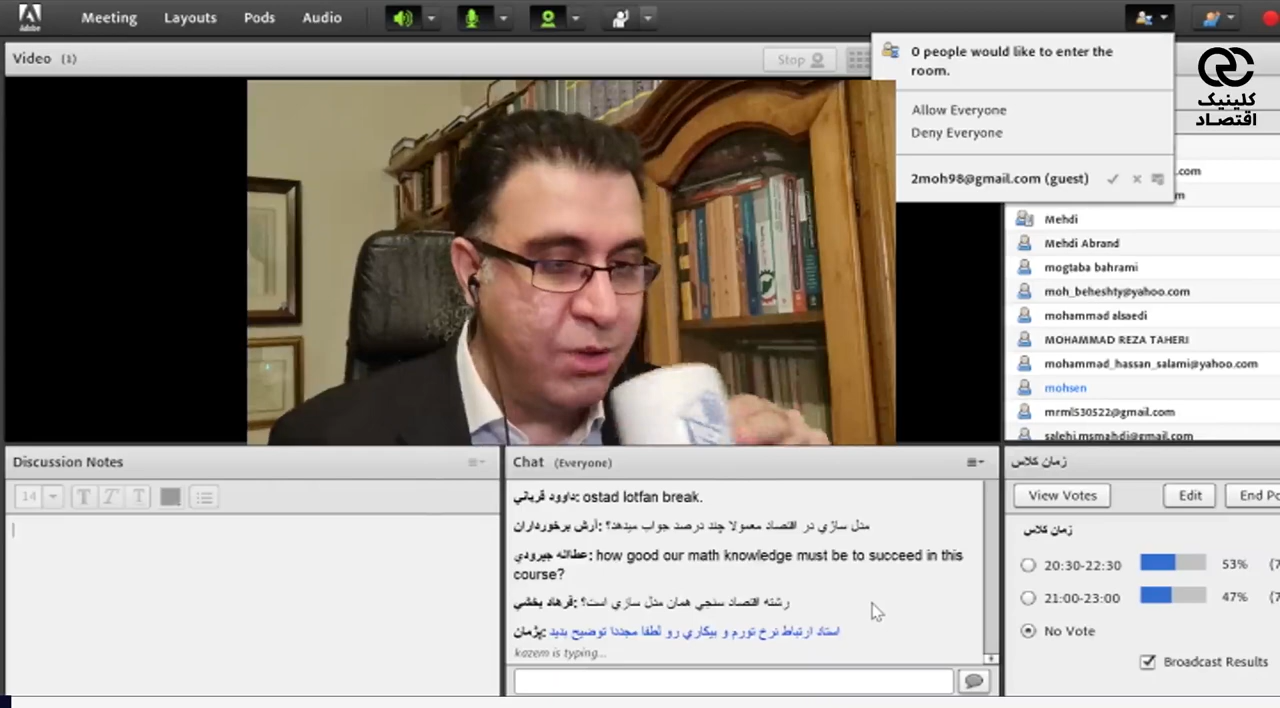 Adobe
Meeting Layouts Pods Audio
Video (1)
Stop
0 people would like to enter the
room.
Allow Everyone
Deny Everyone
2moh98@gmail.com (guest)
کلینیک
اقتصاد
.com
Mehdi
Mehdi Abrand
mogtaba bahrami
moh_beheshty@yahoo.com
mohammad alsaedi
MOHAMMAD REZA TAHERI
mohammad_hassan_salami@yahoo.com
mohsen
mrml530522@gmail.com
salehi.msmahdi@gmail.com
Discussion Notes
14 T T T
Chat (Everyone)
داوود قرباني: ostad lotfan break.
آرش برخورداران: مدل سازي در اقتصاد معمولا چند درصد جواب ميدهد؟
عطااله جيرودي: how good our math knowledge must be to succeed in this
course?
فرهاد بخشي: رشته اقتصاد سنجي همان مدل سازي است؟
پژمان: استاد ارتباط نرخ تورم و بيكاري رو لطفا مجددا توضيح بديد
kazem is typing...
زمان كلاس
View Votes Edit End Po
زمان كلاس
20:30-22:30 53% (7
21:00-23:00 47% (7
No Vote
Broadcast Results